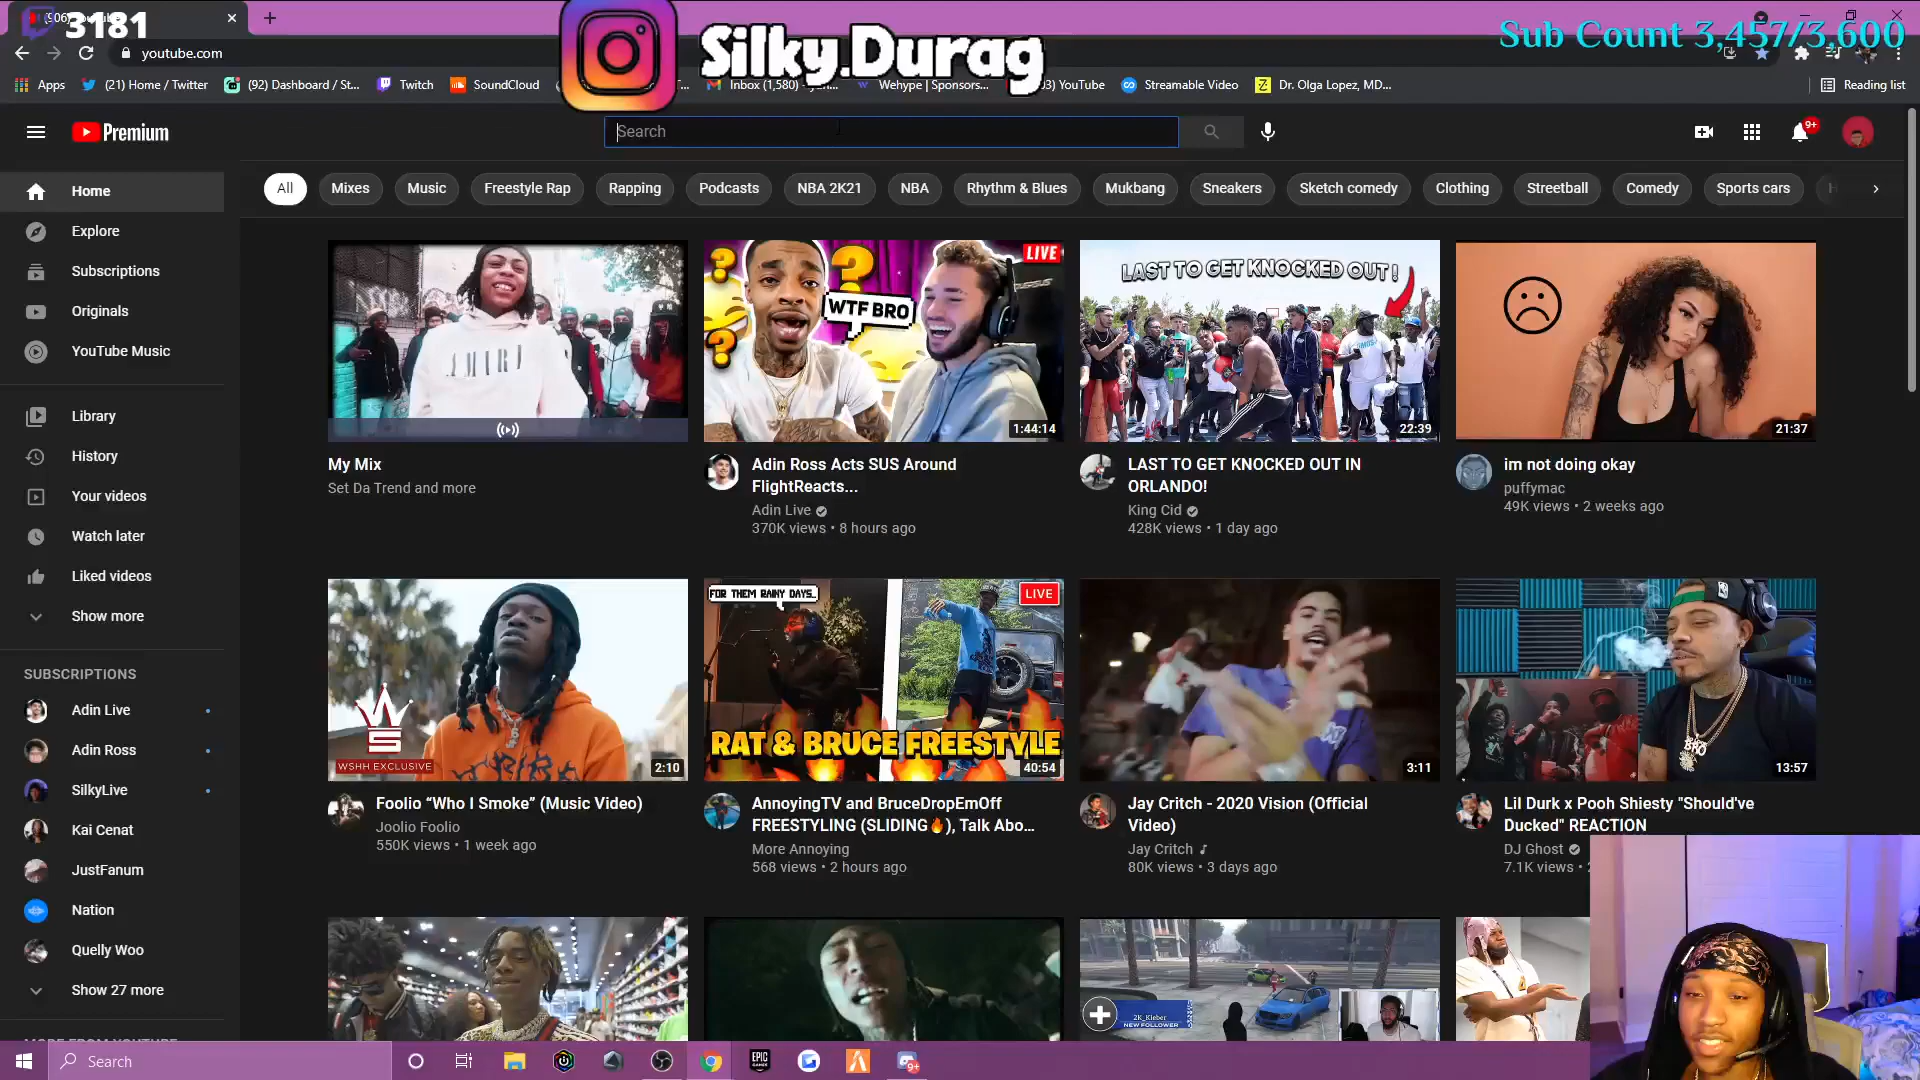 3181
Silky.Durag
Sub Count 3,457/3,600
youtube.com
Apps
(21) Home / Twitter
(92) Dashboard / St...
Twitch
SoundCloud
Inbox (1,580) - y...
Wehype | Sponsors...
YouTube
Streamable Video
Dr. Olga Lopez, MD...
Reading list
Premium
Search
9+
Home
Explore
Subscriptions
Originals
YouTube Music
Library
History
Your videos
Watch later
Liked videos
Show more
SUBSCRIPTIONS
Adin Live
Adin Ross
SilkyLive
Kai Cenat
JustFanum
Nation
Quelly Woo
Show 27 more
MORE FROM YOUTUBE
All
Mixes
Music
Freestyle Rap
Rapping
Podcasts
NBA 2K21
NBA
Rhythm & Blues
Mukbang
Sneakers
Sketch comedy
Clothing
Streetball
Comedy
Sports cars
AMIRI
My Mix
Set Da Trend and more
WTF BRO
LIVE
1:44:14
Adin Ross Acts SUS Around
FlightReacts...
Adin Live
370K views • 8 hours ago
LAST TO GET KNOCKED OUT!
22:39
LAST TO GET KNOCKED OUT IN
ORLANDO!
King Cid
428K views • 1 day ago
21:37
im not doing okay
puffymac
49K views • 2 weeks ago
WSHH EXCLUSIVE
2:10
Foolio “Who I Smoke” (Music Video)
Joolio Foolio
550K views • 1 week ago
FOR THEM RAINY DAYS..
LIVE
RAT & BRUCE FREESTYLE
40:54
AnnoyingTV and BruceDropEmOff
FREESTYLING (SLIDING🔥), Talk Abo...
More Annoying
568 views • 2 hours ago
3:11
Jay Critch - 2020 Vision (Official
Video)
Jay Critch
80K views • 3 days ago
13:57
Lil Durk x Pooh Shiesty "Should've
Ducked" REACTION
DJ Ghost
7.1K views •
2K_Kleber
NEW FOLLOWER
Search
EPIC GAMES
9+